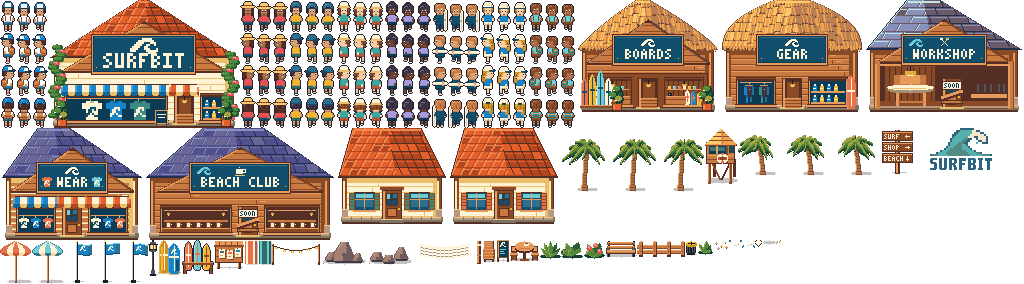 SURFBIT
BOARDS
GEAR
WORKSHOP
SOON
WEAR
BEACH CLUB
SOON
SURF ←
SHOP →
BEACH ↓
SURFBIT